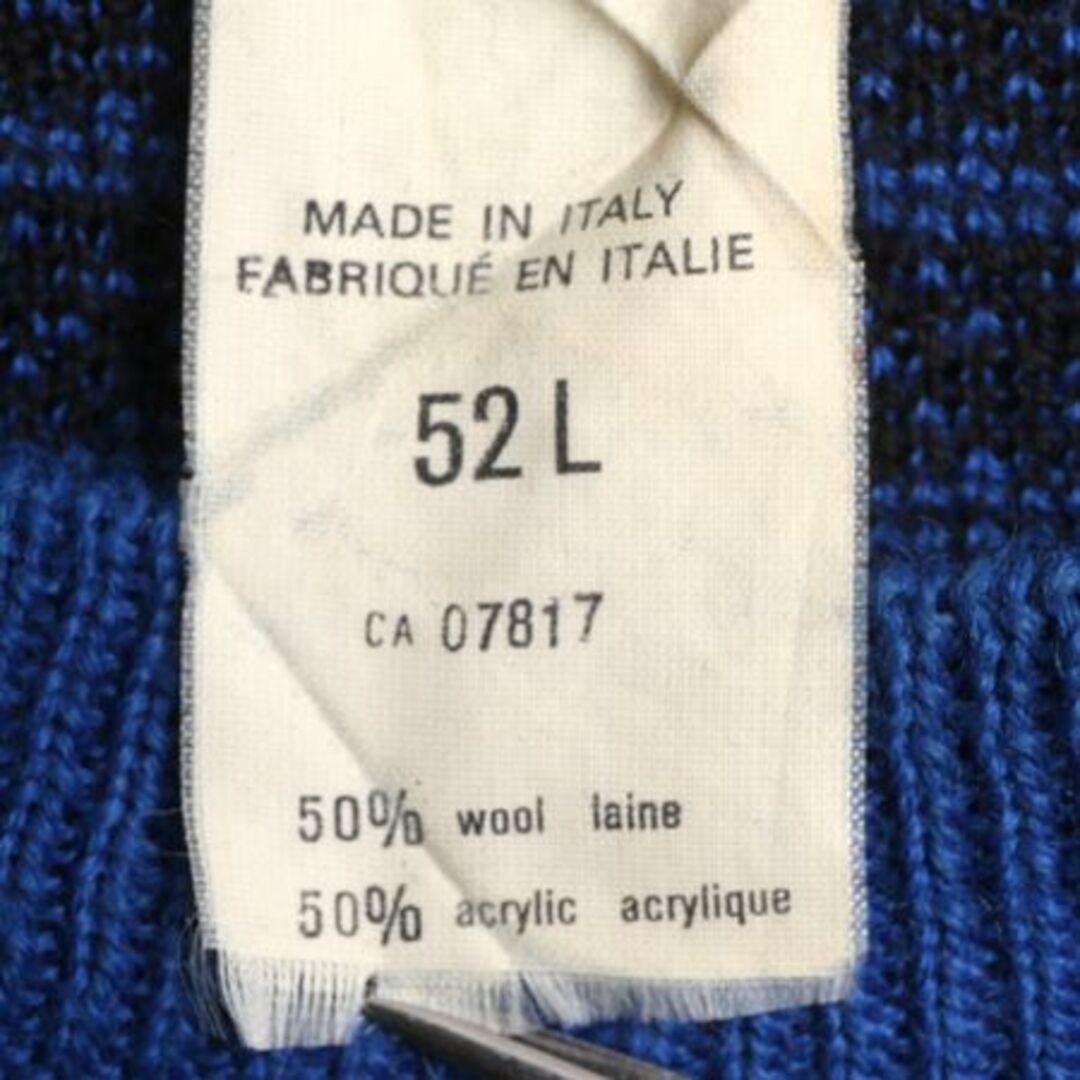 MADE IN ITALY
FABRIQUÉ EN ITALIE
52 L
CA 07817
50% wool laine
50% acrylic acrylique